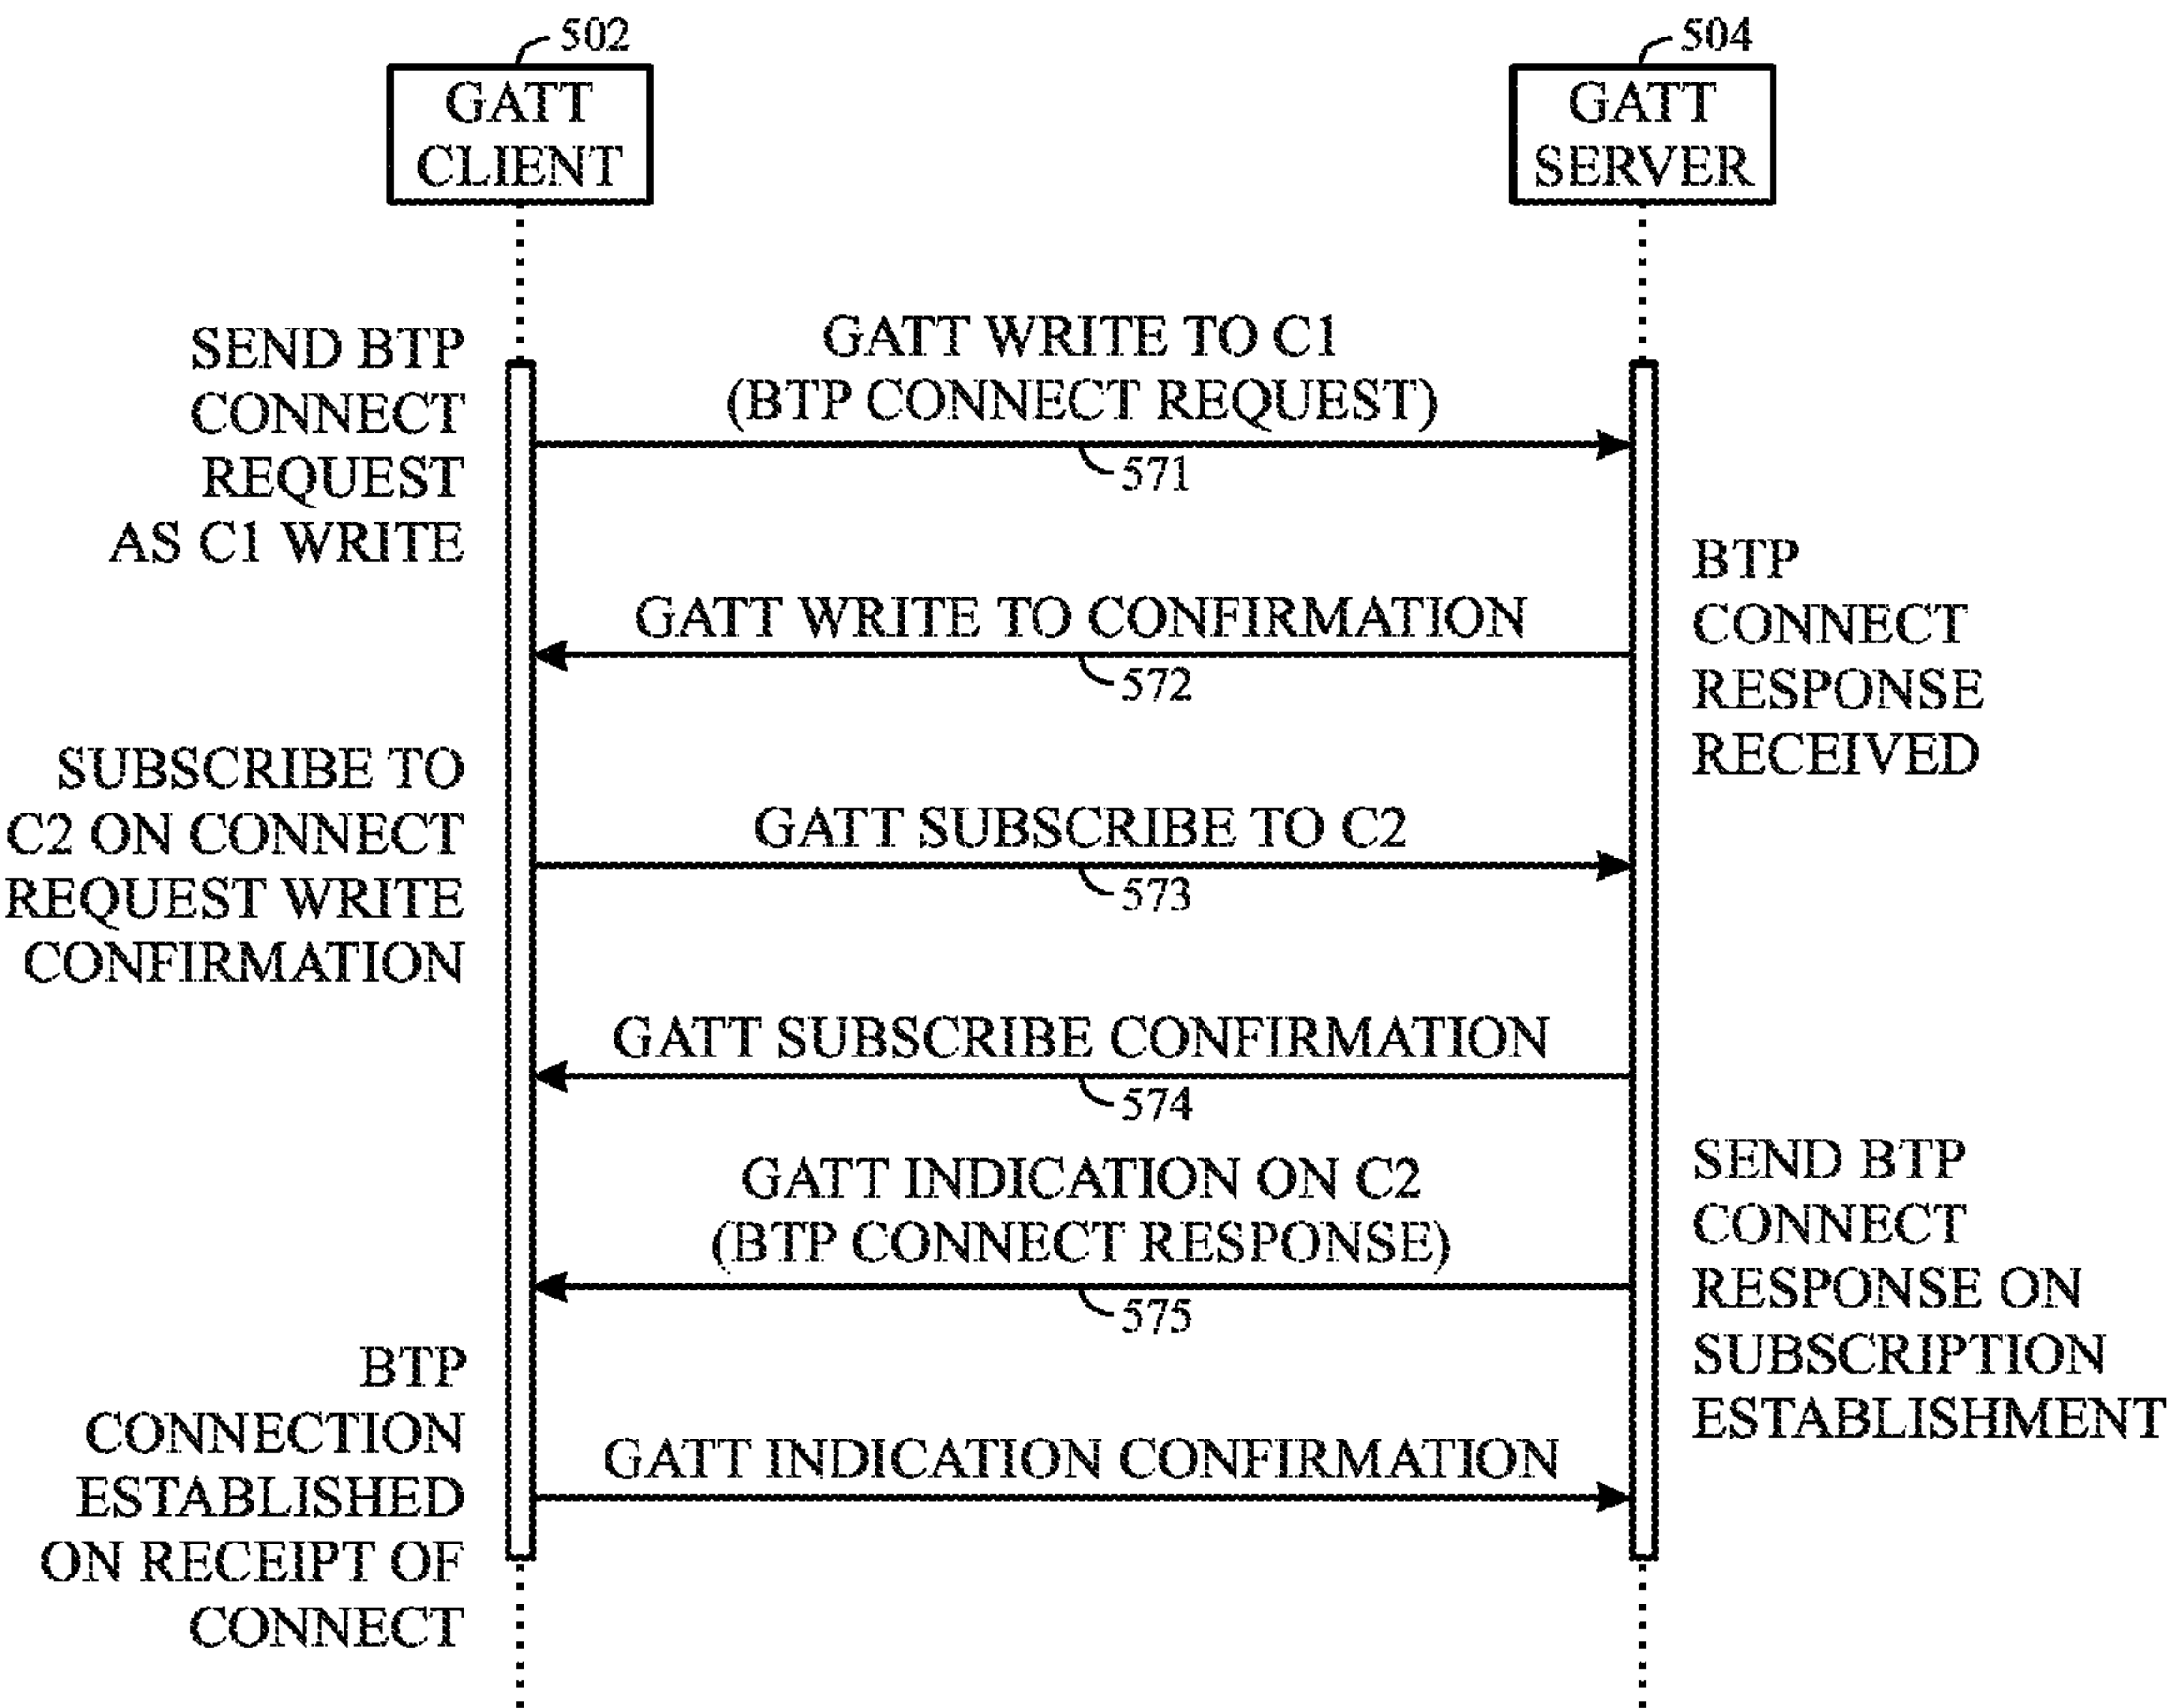 502
GATT
CLIENT
504
GATT
SERVER
SEND BTP
CONNECT
REQUEST
AS C1 WRITE
GATT WRITE TO C1
(BTP CONNECT REQUEST)
571
BTP
CONNECT
RESPONSE
RECEIVED
GATT WRITE TO CONFIRMATION
572
SUBSCRIBE TO
C2 ON CONNECT
REQUEST WRITE
CONFIRMATION
GATT SUBSCRIBE TO C2
573
GATT SUBSCRIBE CONFIRMATION
574
GATT INDICATION ON C2
(BTP CONNECT RESPONSE)
575
SEND BTP
CONNECT
RESPONSE ON
SUBSCRIPTION
ESTABLISHMENT
BTP
CONNECTION
ESTABLISHED
ON RECEIPT OF
CONNECT
GATT INDICATION CONFIRMATION